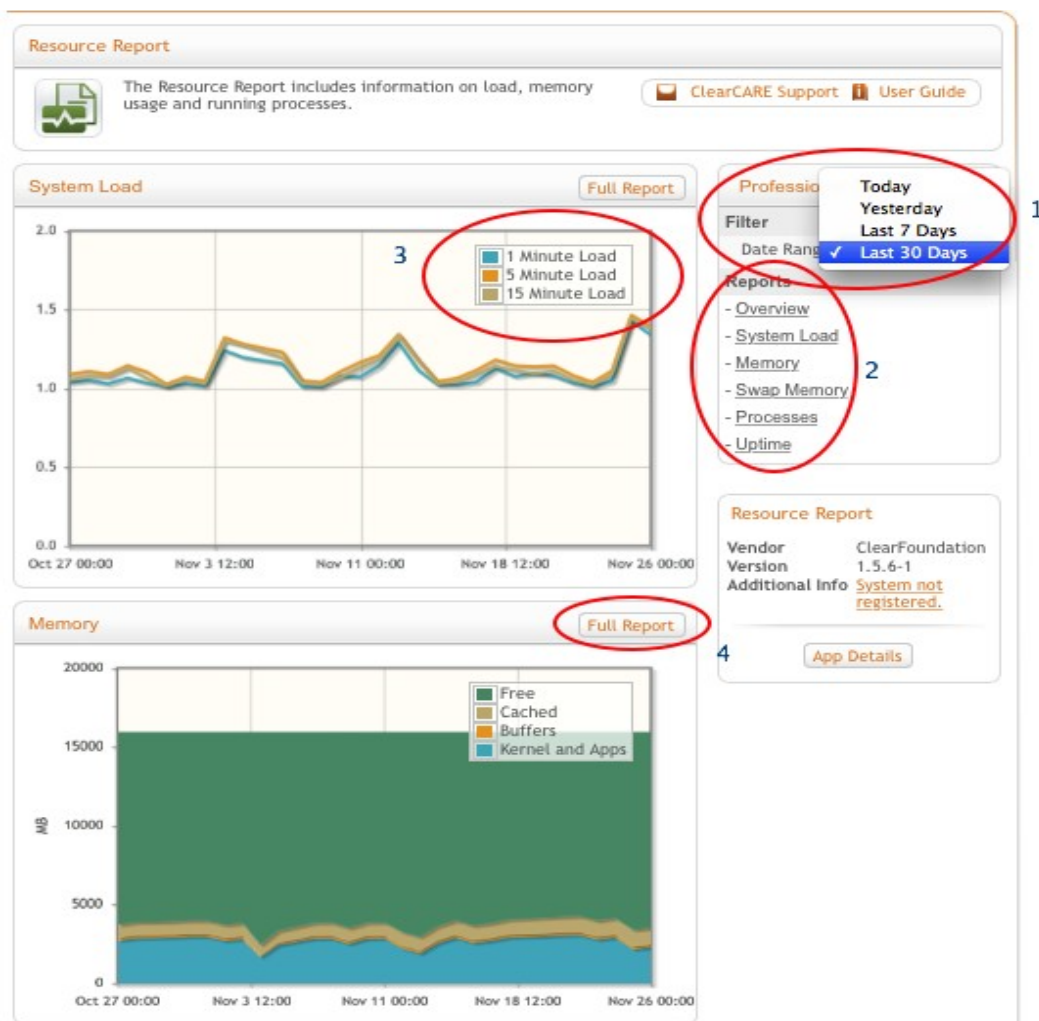 Resource Report
The Resource Report includes information on load, memory
usage and running processes.
ClearCARE Support
User Guide
System Load
Full Report
2.0
1.5
1.0
0.5
0.0
3
1 Minute Load
5 Minute Load
15 Minute Load
Oct 27 00:00
Nov 3 12:00
Nov 11 00:00
Nov 18 12:00
Nov 26 00:00
Professio
Today
Yesterday
Last 7 Days
✓ Last 30 Days
1
Filter
Date Rang
Reports
- Overview
- System Load
- Memory
- Swap Memory
- Processes
- Uptime
2
Resource Report
Vendor ClearFoundation
Version 1.5.6-1
Additional Info System not
registered.
App Details
Memory
Full Report
4
20000
15000
10000
5000
0
MB
Free
Cached
Buffers
Kernel and Apps
Oct 27 00:00
Nov 3 12:00
Nov 11 00:00
Nov 18 12:00
Nov 26 00:00